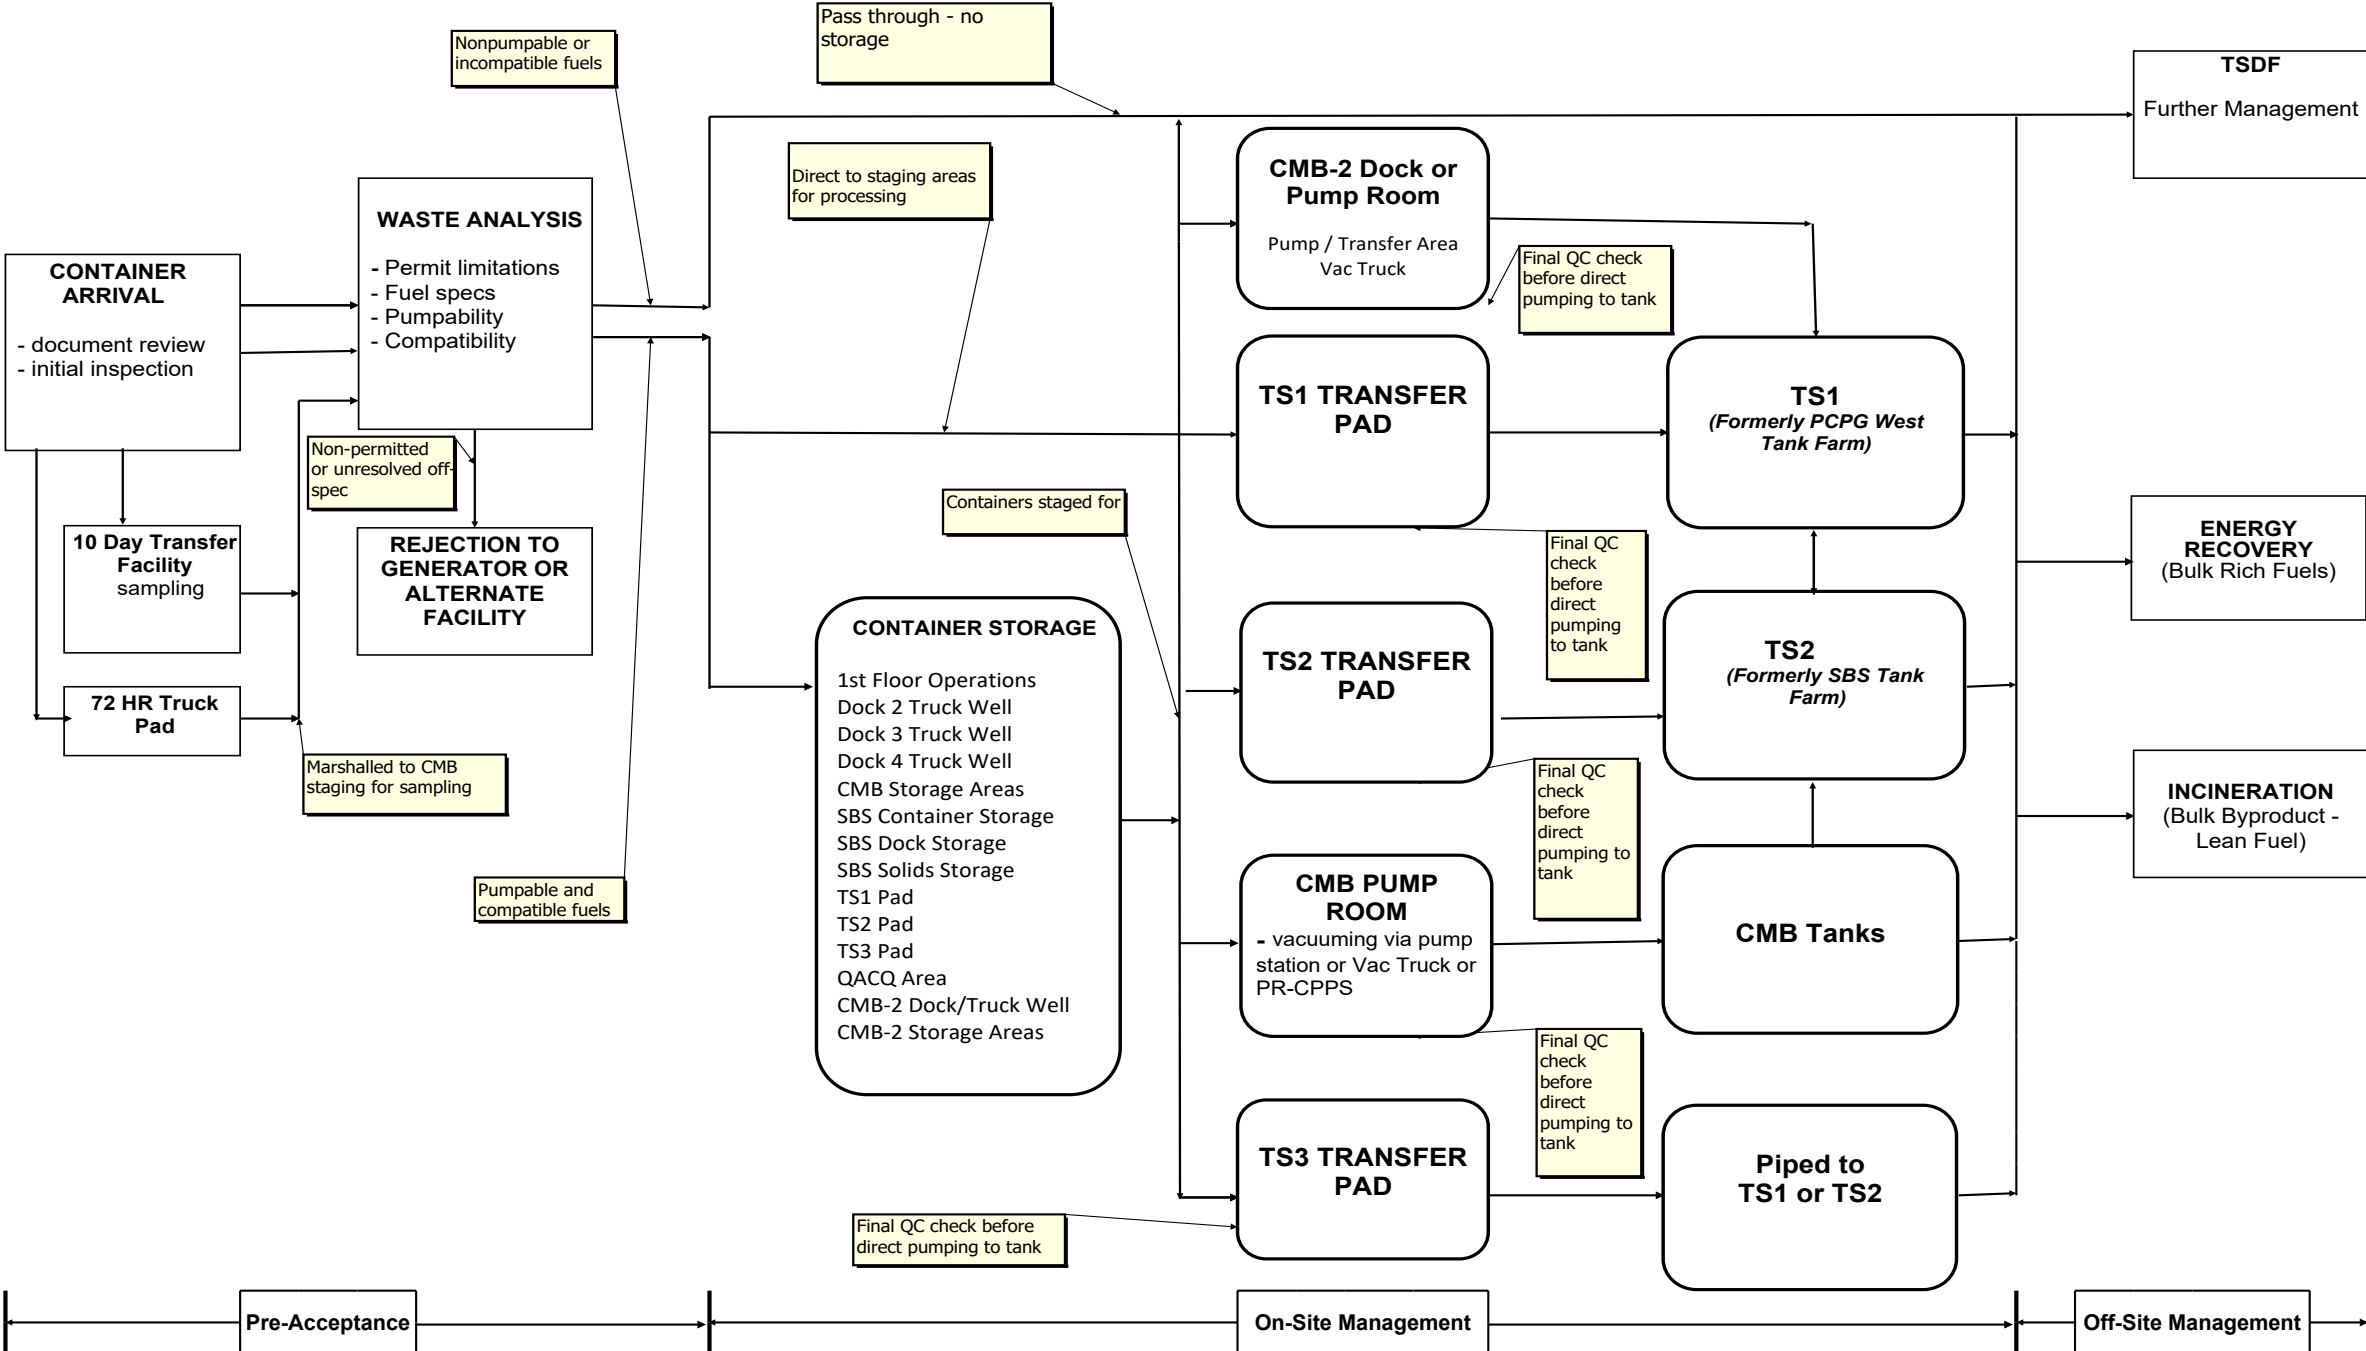 Pass through - no
storage
Nonpumpable or
incompatible fuels
TSDF
Further Management
CONTAINER
ARRIVAL
- document review
- initial inspection
WASTE ANALYSIS
- Permit limitations
- Fuel specs
- Pumpability
- Compatibility
Direct to staging areas
for processing
CMB-2 Dock or
Pump Room
Pump / Transfer Area
Vac Truck
Final QC check
before direct
pumping to tank
TS1 TRANSFER
PAD
TS1
(Formerly PCPG West
Tank Farm)
Non-permitted
or unresolved off-
spec
10 Day Transfer
Facility
sampling
REJECTION TO
GENERATOR OR
ALTERNATE
FACILITY
72 HR Truck
Pad
Marshalled to CMB
staging for sampling
Pumpable and
compatible fuels
Containers staged for
CONTAINER STORAGE
1st Floor Operations
Dock 2 Truck Well
Dock 3 Truck Well
Dock 4 Truck Well
CMB Storage Areas
SBS Container Storage
SBS Dock Storage
SBS Solids Storage
TS1 Pad
TS2 Pad
TS3 Pad
QACQ Area
CMB-2 Dock/Truck Well
CMB-2 Storage Areas
Final QC
check
before
direct
pumping
to tank
TS2 TRANSFER
PAD
TS2
(Formerly SBS Tank
Farm)
Final QC
check
before
direct
pumping to
tank
CMB PUMP
ROOM
- vacuuming via pump
station or Vac Truck or
PR-CPPS
CMB Tanks
Final QC
check
before
direct
pumping to
tank
TS3 TRANSFER
PAD
Piped to
TS1 or TS2
Final QC check before
direct pumping to tank
ENERGY
RECOVERY
(Bulk Rich Fuels)
INCINERATION
(Bulk Byproduct -
Lean Fuel)
Pre-Acceptance
On-Site Management
Off-Site Management